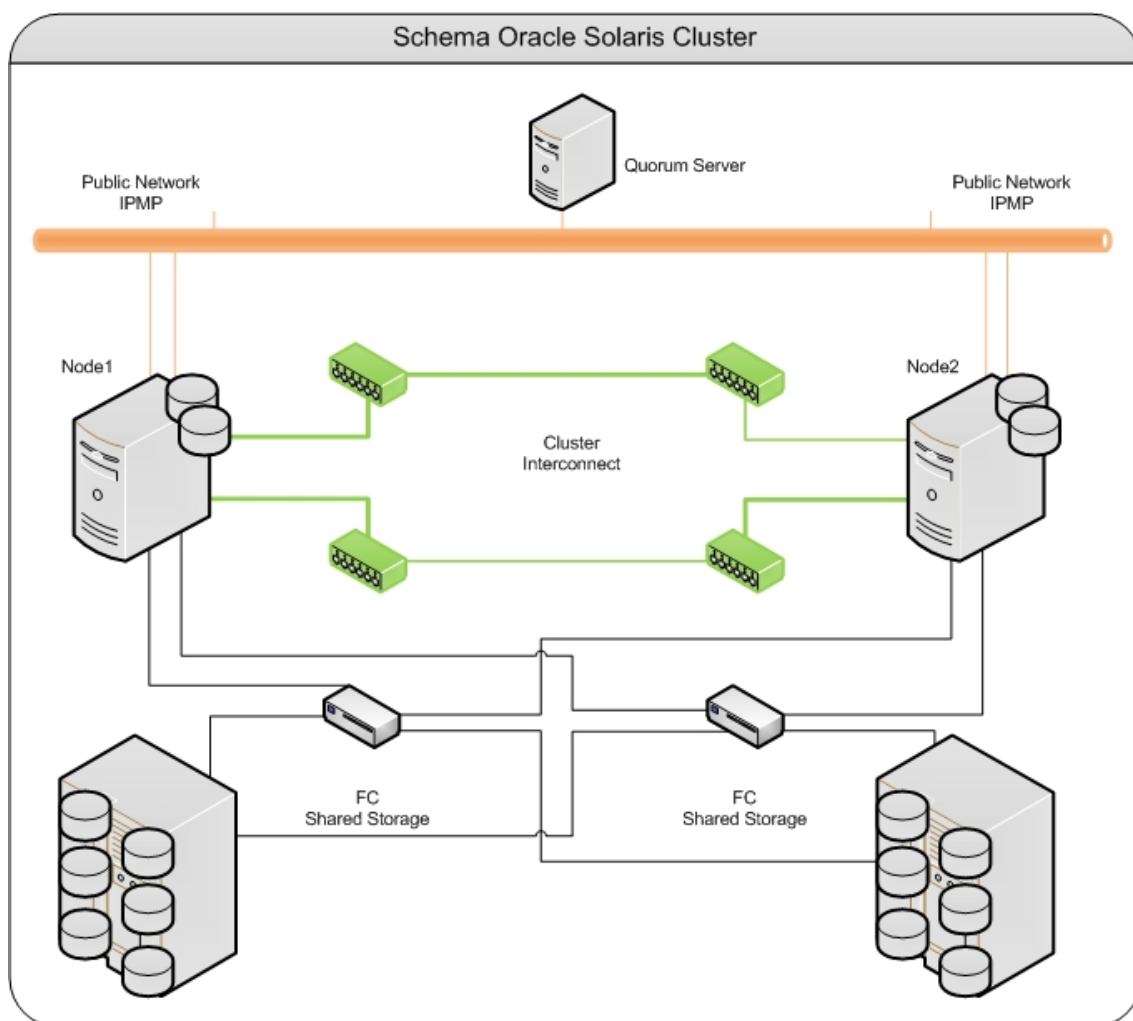 Schema Oracle Solaris Cluster
Quorum Server
Public Network
IPMP
Public Network
IPMP
Node1
Node2
Cluster
Interconnect
FC
Shared Storage
FC
Shared Storage